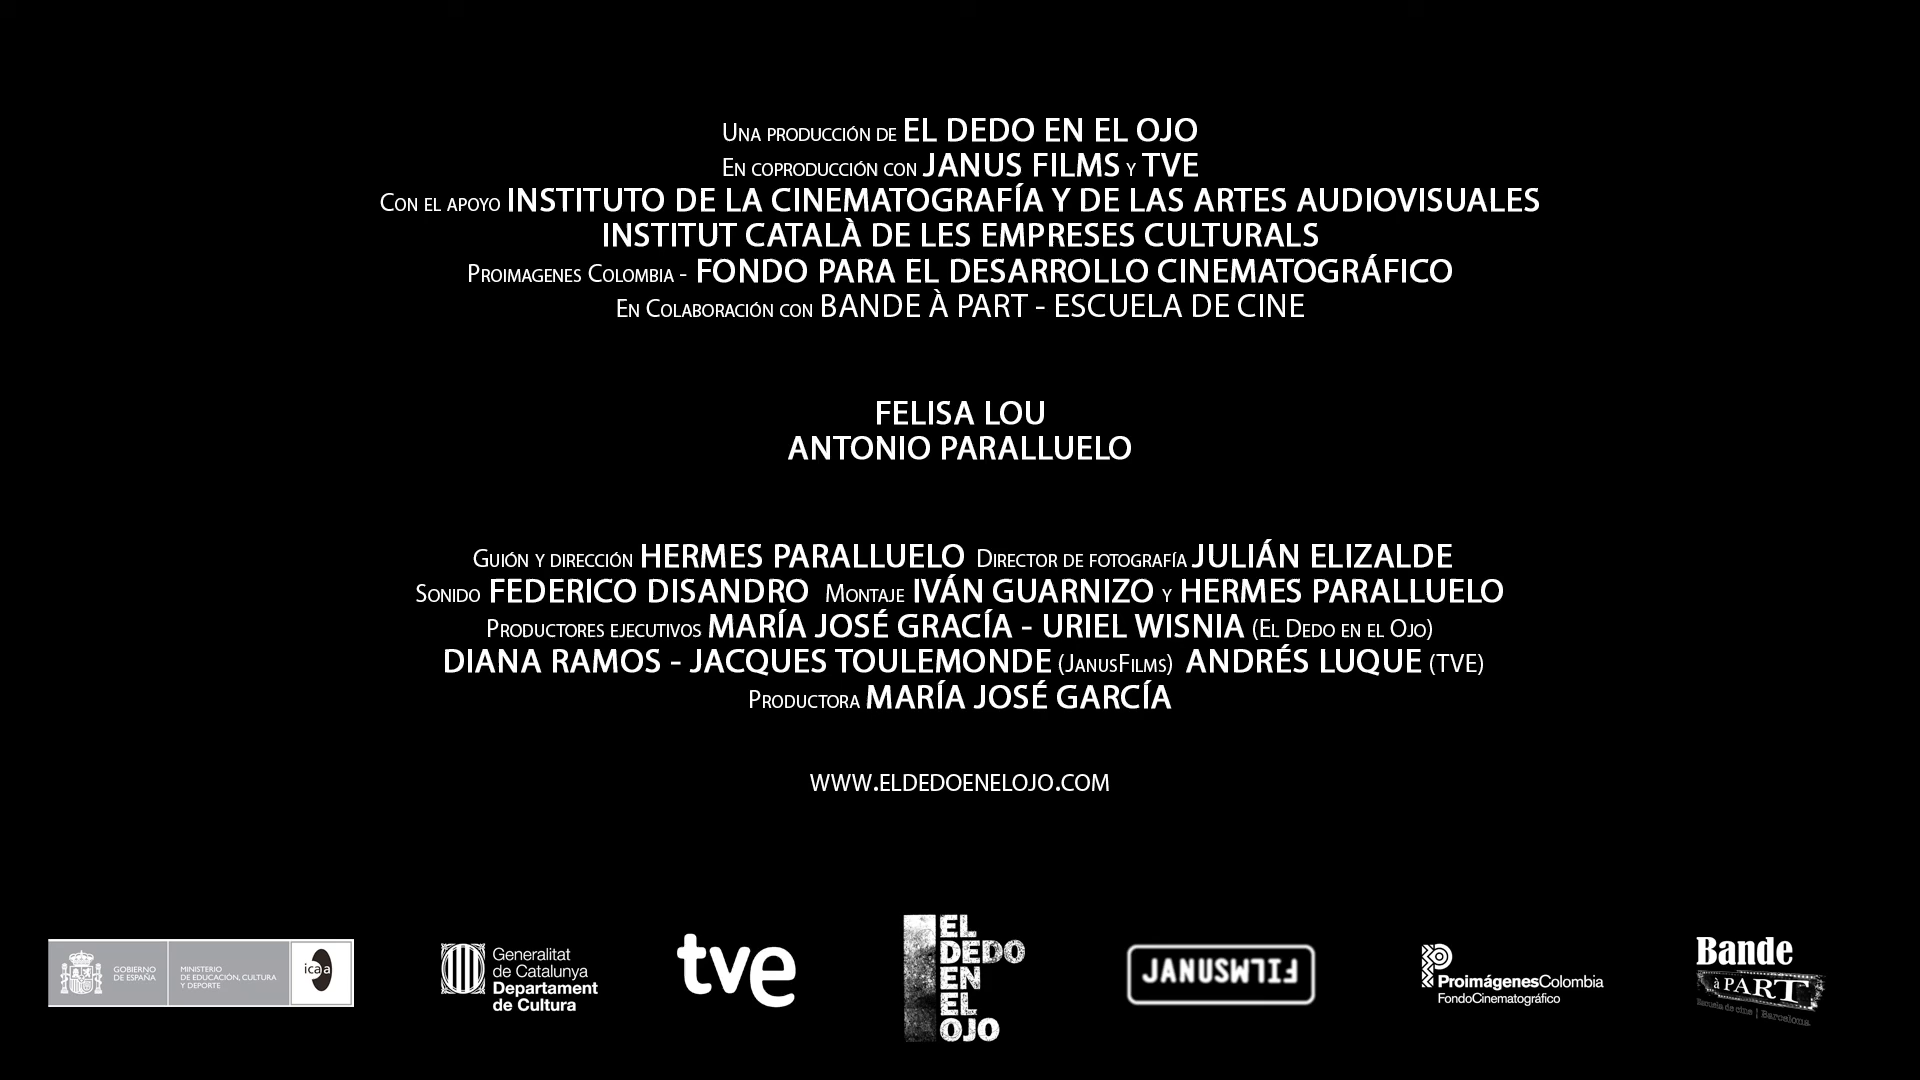 Una producción de EL DEDO EN EL OJO
En coproducción con JANUS FILMS y TVE
Con el apoyo INSTITUTO DE LA CINEMATOGRAFÍA Y DE LAS ARTES AUDIOVISUALES
INSTITUT CATALÀ DE LES EMPRESES CULTURALS
Proimagenes Colombia - FONDO PARA EL DESARROLLO CINEMATOGRÁFICO
En Colaboración con BANDE À PART - ESCUELA DE CINE
FELISA LOU
ANTONIO PARALLUELO
Guión y dirección HERMES PARALLUELO Director de fotografía JULIÁN ELIZALDE
Sonido FEDERICO DISANDRO Montaje IVÁN GUARNIZO y HERMES PARALLUELO
Productores ejecutivos MARÍA JOSÉ GRACÍA - URIEL WISNIA (El Dedo en el Ojo)
DIANA RAMOS - JACQUES TOULEMONDE (JanusFilms) ANDRÉS LUQUE (TVE)
Productora MARÍA JOSÉ GARCÍA
WWW.ELDEDOENELOJO.COM
GOBIERNO
DE ESPAÑA
MINISTERIO
DE EDUCACIÓN, CULTURA
Y DEPORTE
icaa
Generalitat
de Catalunya
Departament
de Cultura
tve
EL
DEDO
EN
EL
OJO
JANUSFILMS
ProimágenesColombia
FondoCinematográfico
Bande
à PART
Escuela de cine | Barcelona